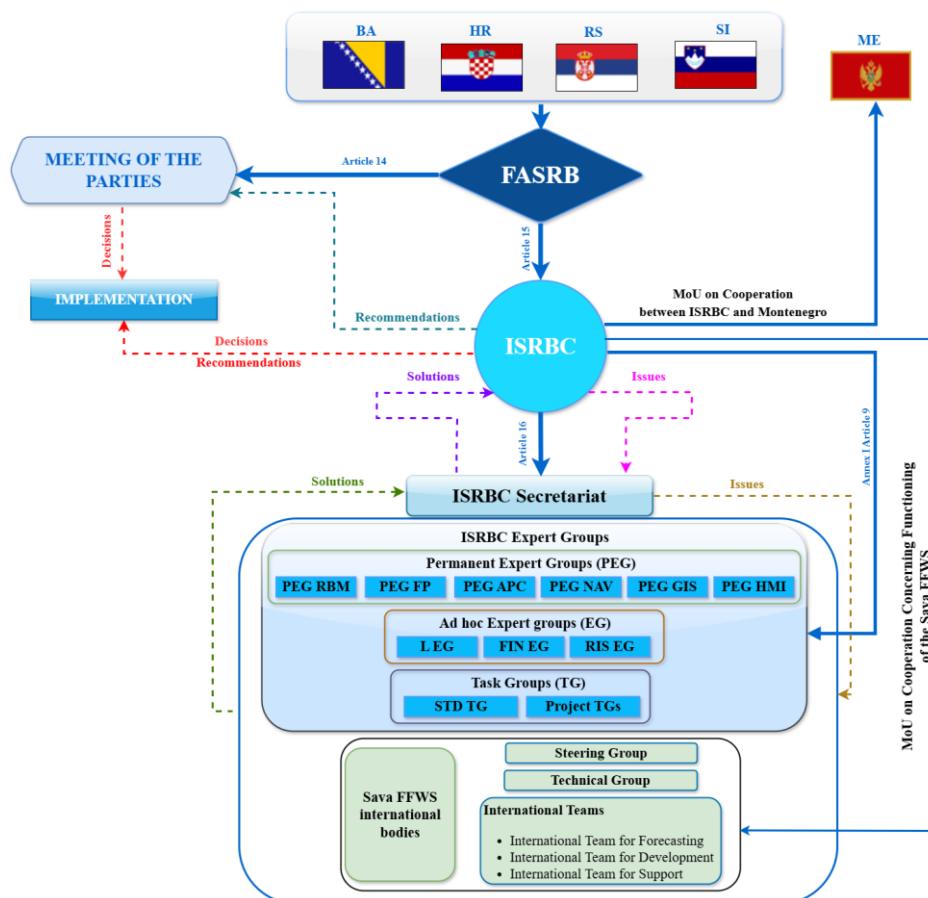 BA
HR
RS
SI
ME
MEETING OF THE
PARTIES
Article 14
FASRB
Decisions
Article 15
IMPLEMENTATION
Recommendations
MoU on Cooperation
between ISRBC and Montenegro
ISRBC
Decisions
Recommendations
Solutions
Issues
Article 16
Annex I Article 9
Solutions
ISRBC Secretariat
Issues
MoU on Cooperation Concerning Functioning
of the Sava FFWS
ISRBC Expert Groups
Permanent Expert Groups (PEG)
PEG RBM
PEG FP
PEG APC
PEG NAV
PEG GIS
PEG HMI
Ad hoc Expert groups (EG)
L EG
FIN EG
RIS EG
Task Groups (TG)
STD TG
Project TGs
Sava FFWS
international
bodies
Steering Group
Technical Group
International Teams
• International Team for Forecasting
• International Team for Development
• International Team for Support